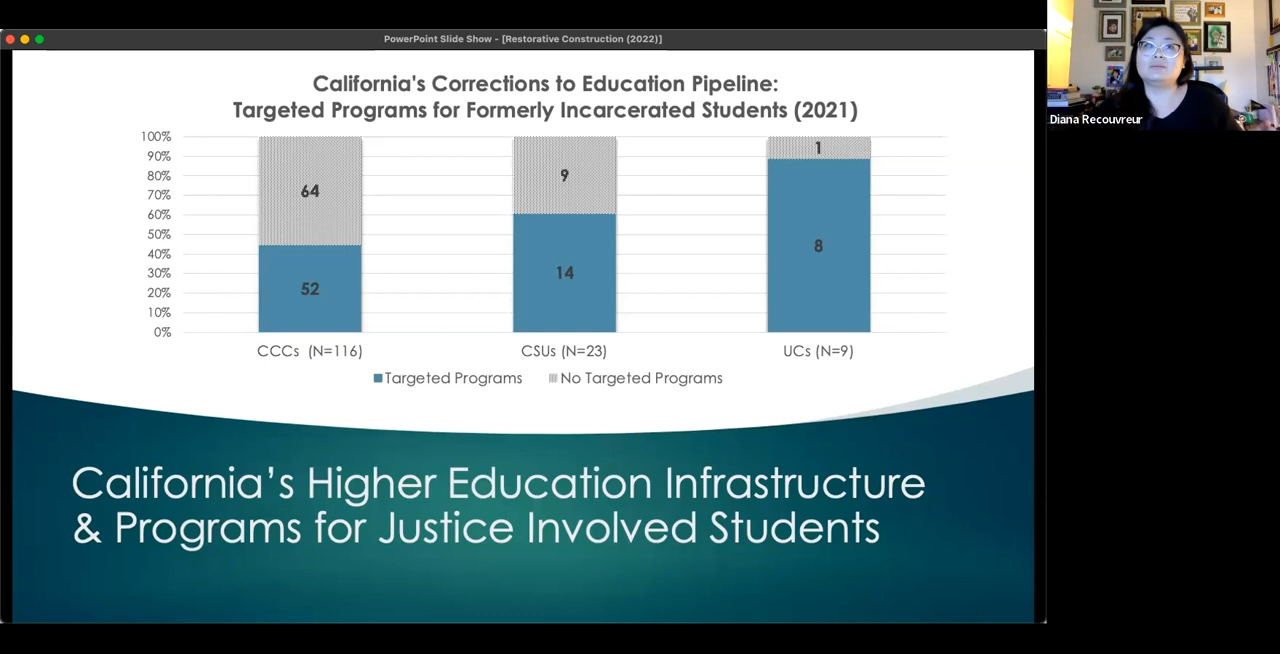 PowerPoint Slide Show - [Restorative Construction (2022)]
California's Corrections to Education Pipeline:
Targeted Programs for Formerly Incarcerated Students (2021)
100%
90%
80%
70%
60%
50%
40%
30%
20%
10%
0%
64
52
9
14
1
8
CCCs (N=116)
CSUs (N=23)
UCs (N=9)
Targeted Programs
No Targeted Programs
California’s Higher Education Infrastructure
& Programs for Justice Involved Students
Diana Recouvreur